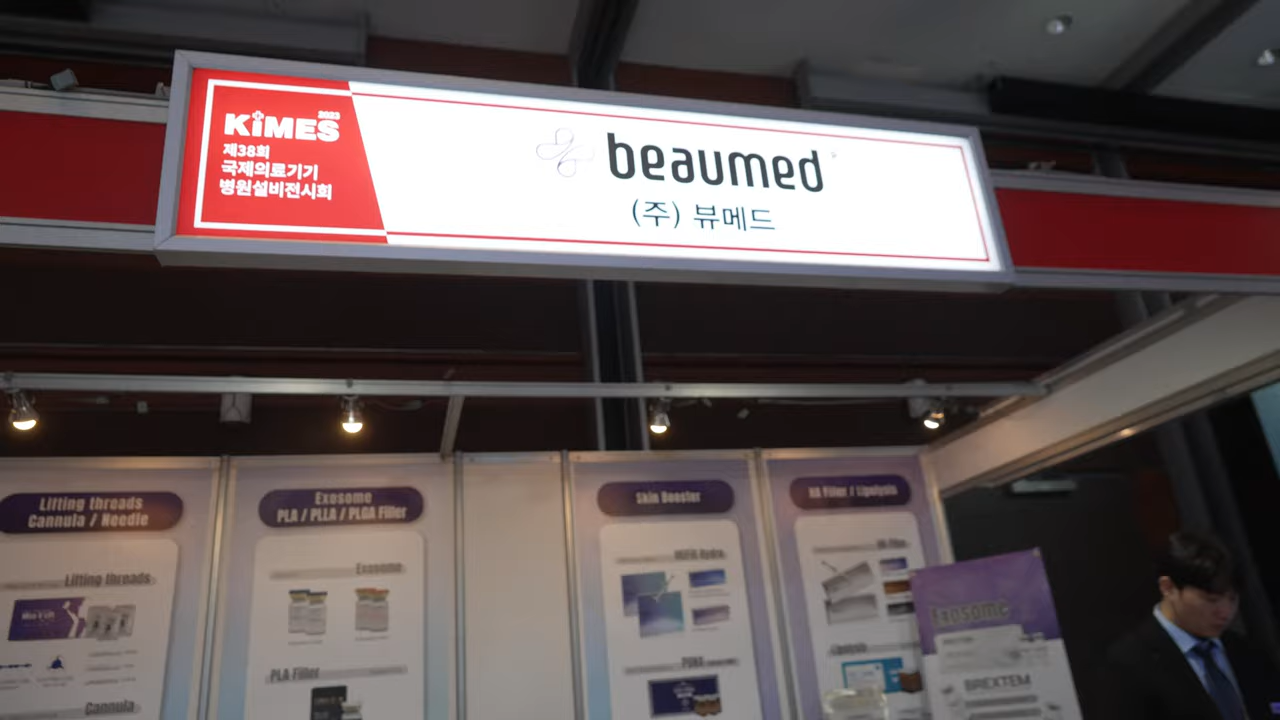 KiMES 2023
제38회
국제의료기기
병원설비전시회
beaumed
(주) 뷰메드
Lifting threads
Cannula / Needle
Lifting threads
Cannula
Exosome
PLA / PLLA / PLGA Filler
Exosome
PLA Filler
Skin Booster
HA Filler / Lipolysis
Lipolysis
Exosome
BREXTEM